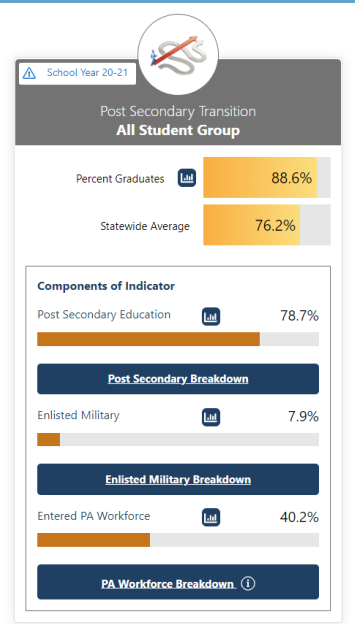 School Year 20-21
Post Secondary Transition
All Student Group
Percent Graduates 88.6%
Statewide Average 76.2%
Components of Indicator
Post Secondary Education 78.7%
Post Secondary Breakdown
Enlisted Military 7.9%
Enlisted Military Breakdown
Entered PA Workforce 40.2%
PA Workforce Breakdown